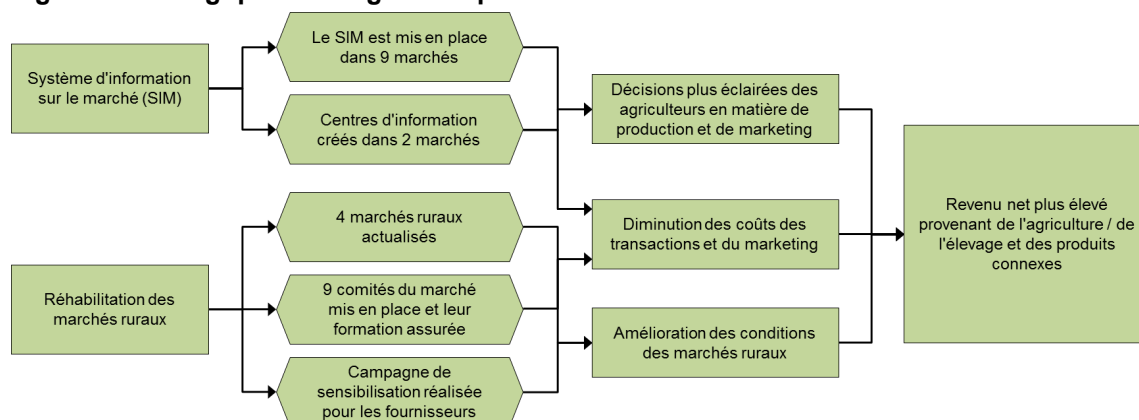 Système d'information
sur le marché (SIM)
Le SIM est mis en place
dans 9 marchés
Centres d'information
créés dans 2 marchés
Décisions plus éclairées des
agriculteurs en matière de
production et de marketing
Réhabilitation des
marchés ruraux
4 marchés ruraux
actualisés
9 comités du marché
mis en place et leur
formation assurée
Campagne de
sensibilisation réalisée
pour les fournisseurs
Diminution des coûts des
transactions et du marketing
Amélioration des conditions
des marchés ruraux
Revenu net plus élevé
provenant de l'agriculture / de
l'élevage et des produits
connexes